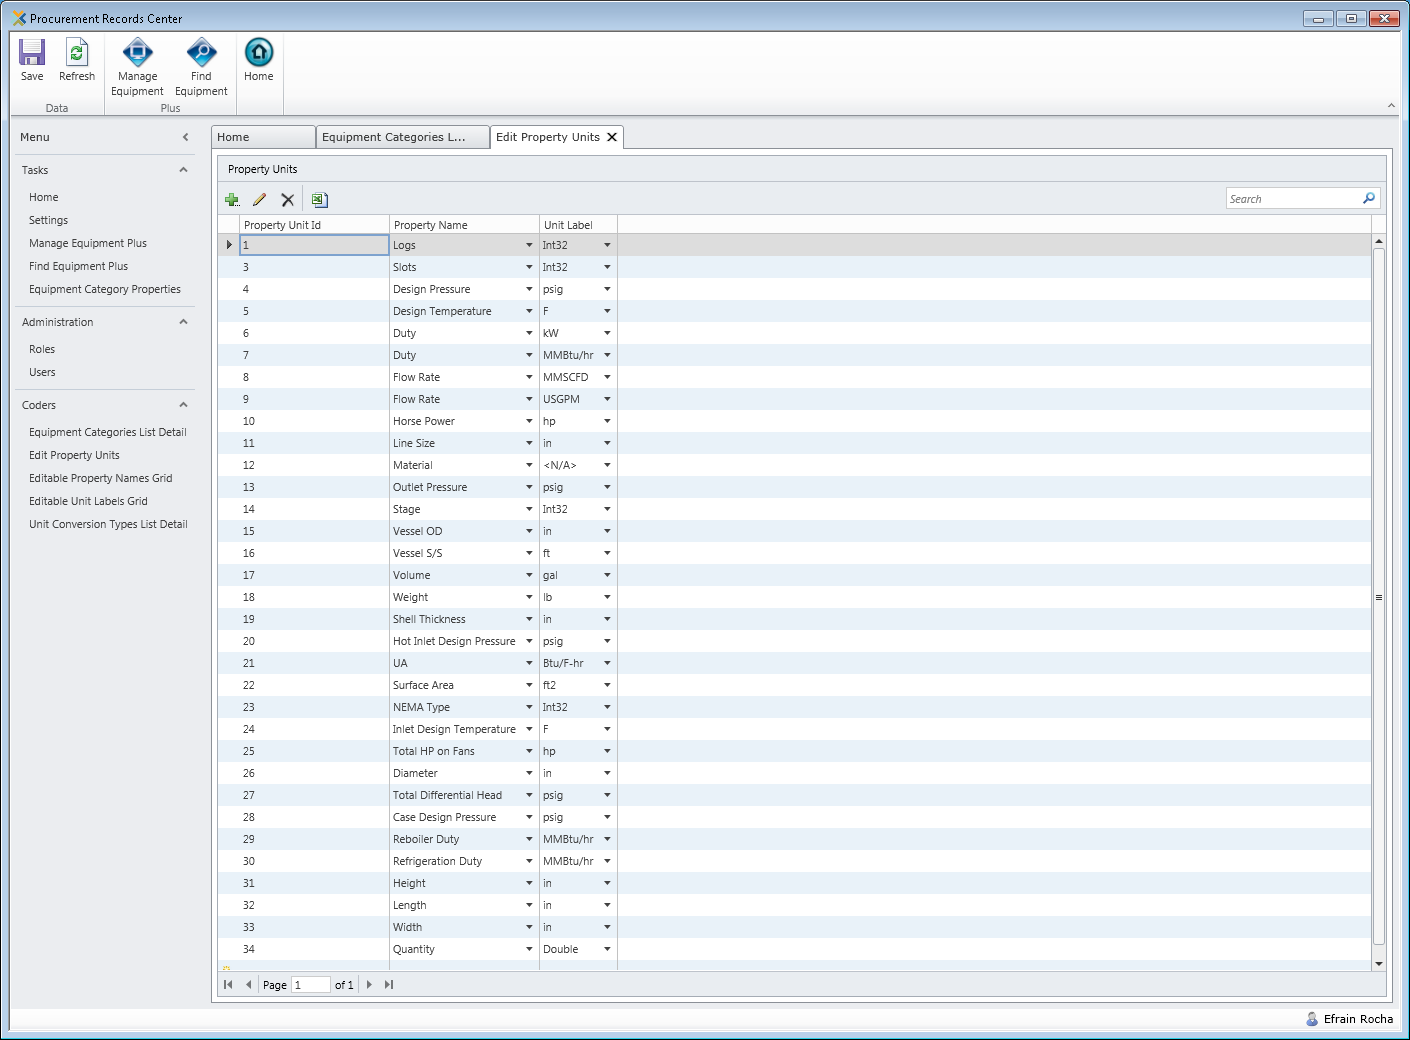 Procurement Records Center
Save
Refresh
Manage Equipment
Find Equipment
Home
Data
Plus
Menu
Tasks
Home
Settings
Manage Equipment Plus
Find Equipment Plus
Equipment Category Properties
Administration
Roles
Users
Coders
Equipment Categories List Detail
Edit Property Units
Editable Property Names Grid
Editable Unit Labels Grid
Unit Conversion Types List Detail
Home
Equipment Categories L...
Edit Property Units
Property Units
Search
Property Unit Id Property Name Unit Label
1 Logs Int32
3 Slots Int32
4 Design Pressure psig
5 Design Temperature F
6 Duty kW
7 Duty MMBtu/hr
8 Flow Rate MMSCFD
9 Flow Rate USGPM
10 Horse Power hp
11 Line Size in
12 Material <N/A>
13 Outlet Pressure psig
14 Stage Int32
15 Vessel OD in
16 Vessel S/S ft
17 Volume gal
18 Weight lb
19 Shell Thickness in
20 Hot Inlet Design Pressure psig
21 UA Btu/F-hr
22 Surface Area ft2
23 NEMA Type Int32
24 Inlet Design Temperature F
25 Total HP on Fans hp
26 Diameter in
27 Total Differential Head psig
28 Case Design Pressure psig
29 Reboiler Duty MMBtu/hr
30 Refrigeration Duty MMBtu/hr
31 Height in
32 Length in
33 Width in
34 Quantity Double
Page 1 of 1
Efrain Rocha